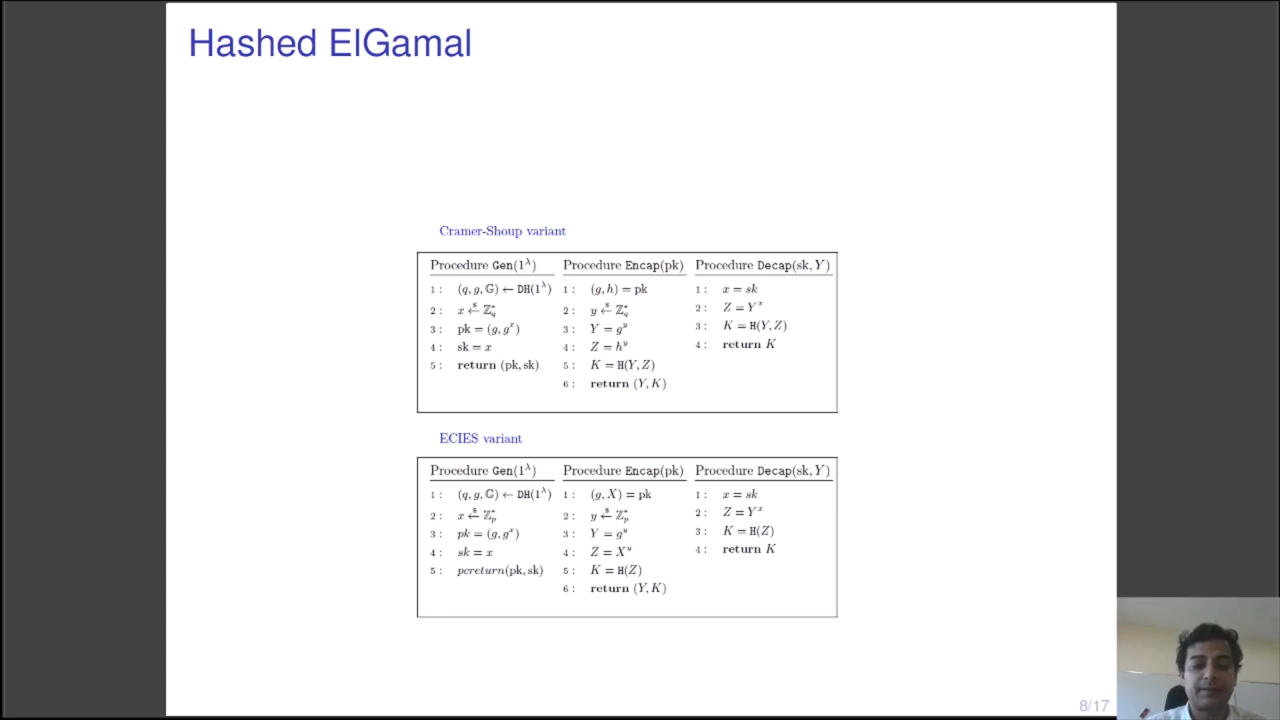 Hashed ElGamal
Cramer-Shoup variant
Procedure Gen(1^λ)
1 : (q, g, 𝔾) ← DH(1^λ)
2 : x ←$ ℤ*_q
3 : pk = (g, g^x)
4 : sk = x
5 : return (pk, sk)
Procedure Encap(pk)
1 : (g, h) = pk
2 : y ←$ ℤ*_q
3 : Y = g^y
4 : Z = h^y
5 : K = H(Y, Z)
6 : return (Y, K)
Procedure Decap(sk, Y)
1 : x = sk
2 : Z = Y^x
3 : K = H(Y, Z)
4 : return K
ECIES variant
Procedure Gen(1^λ)
1 : (q, g, 𝔾) ← DH(1^λ)
2 : x ←$ ℤ*_p
3 : pk = (g, g^x)
4 : sk = x
5 : pcreturn(pk, sk)
Procedure Encap(pk)
1 : (g, X) = pk
2 : y ←$ ℤ*_p
3 : Y = g^y
4 : Z = X^y
5 : K = H(Z)
6 : return (Y, K)
Procedure Decap(sk, Y)
1 : x = sk
2 : Z = Y^x
3 : K = H(Z)
4 : return K
8/17